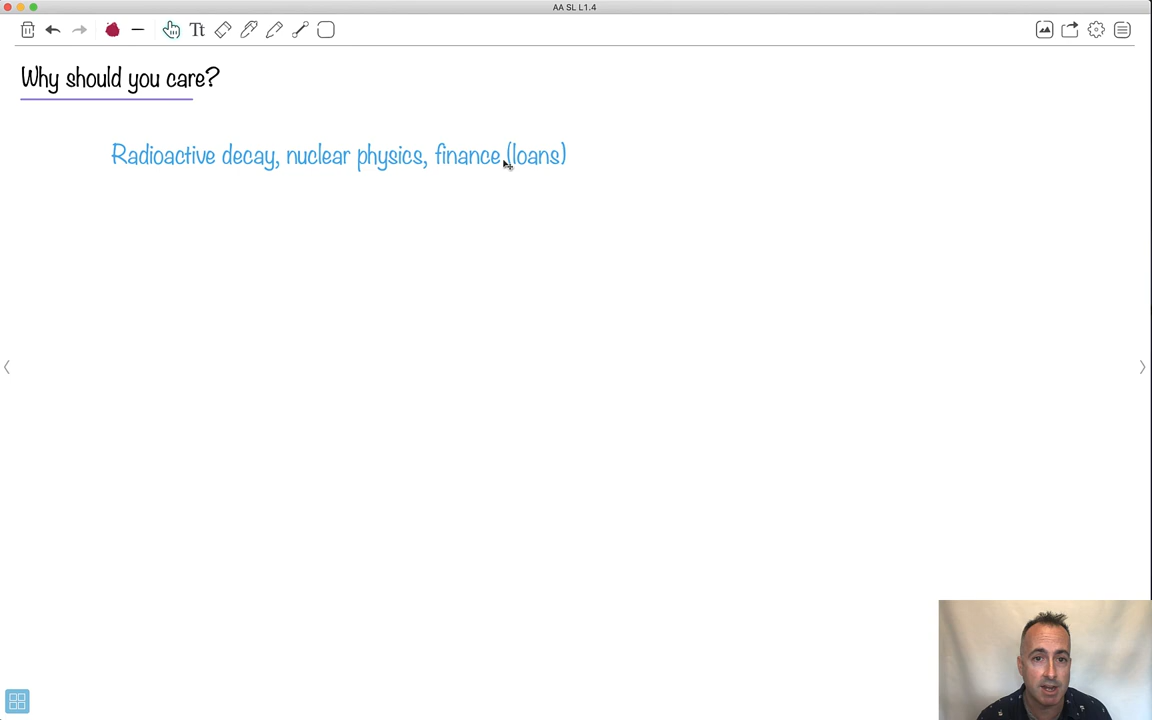 AA SL L1.4
Tt
Why should you care?
Radioactive decay, nuclear physics, finance (loans)